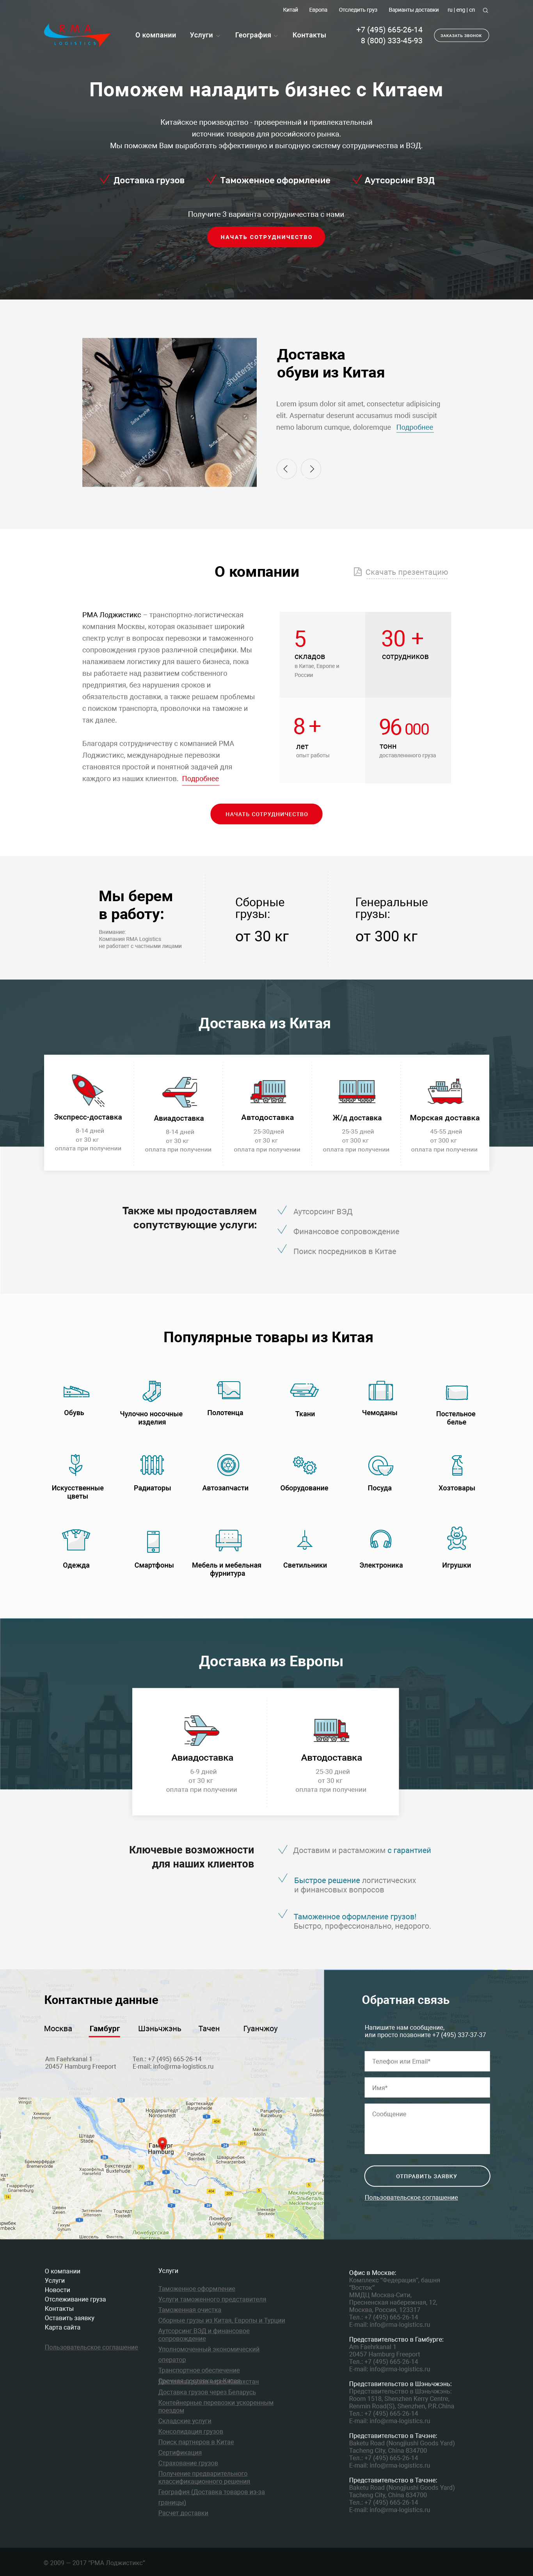 Китай Европа Отследить груз Варианты доставки ru | eng | cn
РМА
LOGISTICS
О компании Услуги География Контакты
+7 (495) 665-26-14
8 (800) 333-45-93
ЗАКАЗАТЬ ЗВОНОК
Поможем наладить бизнес с Китаем
Китайское производство - проверенный и привлекательный
источник товаров для российского рынка.
Мы поможем Вам выработать эффективную и выгодную систему сотрудничества и ВЭД.
Доставка грузов Таможенное оформление Аутсорсинг ВЭД
Получите 3 варианта сотрудничества с нами
НАЧАТЬ СОТРУДНИЧЕСТВО
Доставка
обуви из Китая
Lorem ipsum dolor sit amet, consectetur adipisicing
elit. Aspernatur deserunt accusamus modi suscipit
nemo laborum cumque, doloremque Подробнее
О компании
Скачать презентацию
РМА Лоджистикс – транспортно-логистическая
компания Москвы, которая оказывает широкий
спектр услуг в вопросах перевозки и таможенного
сопровождения грузов различной специфики. Мы
налаживаем логистику для вашего бизнеса, пока
вы работаете над развитием собственного
предприятия, без нарушения сроков и
обязательств доставки, а также решаем проблемы
с поиском транспорта, проволочки на таможне и
так далее.
Благодаря сотрудничеству с компанией РМА
Лоджистикс, международные перевозки
становятся простой и понятной задачей для
каждого из наших клиентов. Подробнее
5
складов
в Китае, Европе и
России
30 +
сотрудников
8 +
лет
опыт работы
96 000
тонн
доставленного груза
НАЧАТЬ СОТРУДНИЧЕСТВО
Мы берем
в работу:
Внимание:
Компания RMA Logistics
не работает с частными лицами
Сборные
грузы:
от 30 кг
Генеральные
грузы:
от 300 кг
Доставка из Китая
Экспресс-доставка
8-14 дней
от 30 кг
оплата при получении
Авиадоставка
8-14 дней
от 30 кг
оплата при получении
Автодоставка
25-30дней
от 30 кг
оплата при получении
Ж/д доставка
25-35 дней
от 300 кг
оплата при получении
Морская доставка
45-55 дней
от 300 кг
оплата при получении
Также мы продоставляем
сопутствующие услуги:
Аутсорсинг ВЭД
Финансовое сопровождение
Поиск посредников в Китае
Популярные товары из Китая
Обувь
Чулочно носочные
изделия
Полотенца
Ткани
Чемоданы
Постельное
белье
Искусственные
цветы
Радиаторы
Автозапчасти
Оборудование
Посуда
Хозтовары
Одежда
Смартфоны
Мебель и мебельная
фурнитура
Светильники
Электроника
Игрушки
Доставка из Европы
Авиадоставка
6-9 дней
от 30 кг
оплата при получении
Автодоставка
25-30 дней
от 30 кг
оплата при получении
Ключевые возможности
для наших клиентов
Доставим и растаможим с гарантией
Быстрое решение логистических
и финансовых вопросов
Таможенное оформление грузов!
Быстро, профессионально, недорого.
Контактные данные
Москва Гамбург Шэньчжэнь Тачен Гуанчжоу
Am Faehrkanal 1
20457 Hamburg Freeport
Тел.: +7 (495) 665-26-14
E-mail: info@rma-logistics.ru
Гамбург
Hamburg
Обратная связь
Напишите нам сообщение,
или просто позвоните +7 (495) 337-37-37
Телефон или Email*
Имя*
Сообщение
ОТПРАВИТЬ ЗАЯВКУ
Пользовательское соглашение
О компании
Услуги
Новости
Отслеживание груза
Контакты
Оставить заявку
Карта сайта
Пользовательское соглашение
Услуги
Таможенное оформление
Услуги таможенного представителя
Таможенная очистка
Сборные грузы из Китая, Европы и Турции
Аутсорсинг ВЭД и финансовое
сопровождение
Уполномоченный экономический
оператор
Транспортное обеспечение
Доставка грузов через Беларусь
Контейнерные перевозки ускоренным
поездом
Складские услуги
Консолидация грузов
Поиск партнеров в Китае
Сертификация
Страхование грузов
Получение предварительного
классификационного решения
География (Доставка товаров из-за
границы)
Расчет доставки
Офис в Москве:
Комплекс "Федерация", башня
"Восток"
ММДЦ Москва-Сити,
Пресненская набережная, 12,
Москва, Россия, 123317
Тел.: +7 (495) 665-26-14
E-mail: info@rma-logistics.ru
Представительство в Гамбурге:
Am Faehrkanal 1
20457 Hamburg Freeport
Тел.: +7 (495) 665-26-14
E-mail: info@rma-logistics.ru
Представительство в Шэньчжэнь:
Представительство в Шэньчжэнь:
Room 1518, Shenzhen Kerry Centre,
Renmin Road(S), Shenzhen, P.R.China
Тел.: +7 (495) 665-26-14
E-mail: info@rma-logistics.ru
Представительство в Тачэне:
Baketu Road (Nongjiushi Goods Yard)
Tacheng City, China 834700
Тел.: +7 (495) 665-26-14
E-mail: info@rma-logistics.ru
Представительство в Тачэне:
Baketu Road (Nongjiushi Goods Yard)
Tacheng City, China 834700
Тел.: +7 (495) 665-26-14
E-mail: info@rma-logistics.ru
© 2009 — 2017 "РМА Лоджистикс"